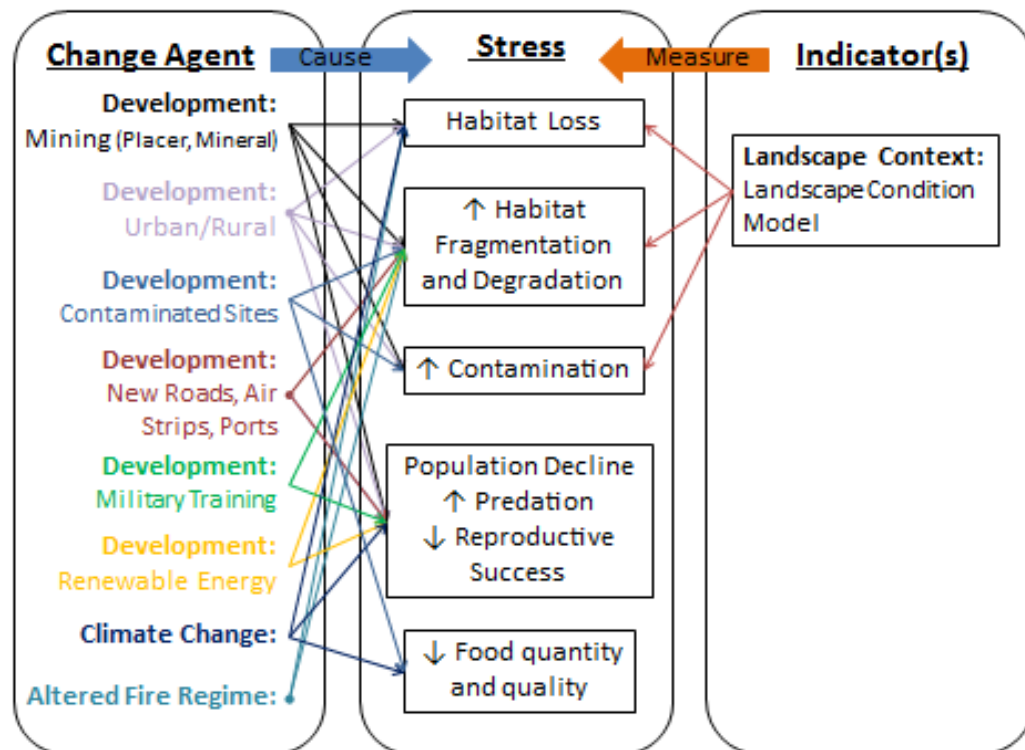 Change Agent
Cause
Stress
Measure
Indicator(s)
Development:
Mining (Placer, Mineral)
Development:
Urban/Rural
Development:
Contaminated Sites
Development:
New Roads, Air
Strips, Ports
Development:
Military Training
Development:
Renewable Energy
Climate Change:
Altered Fire Regime:
Habitat Loss
↑ Habitat
Fragmentation
and Degradation
↑ Contamination
Population Decline
↑ Predation
↓ Reproductive
Success
↓ Food quantity
and quality
Landscape Context:
Landscape Condition
Model